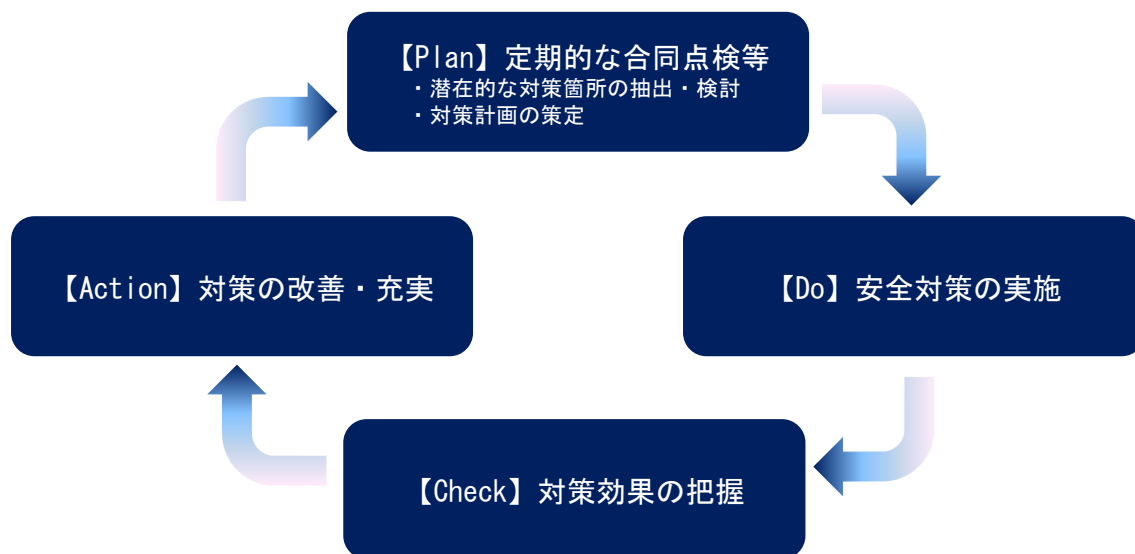 【Plan】定期的な合同点検等
・潜在的な対策箇所の抽出・検討
・対策計画の策定
【Do】安全対策の実施
【Check】対策効果の把握
【Action】対策の改善・充実